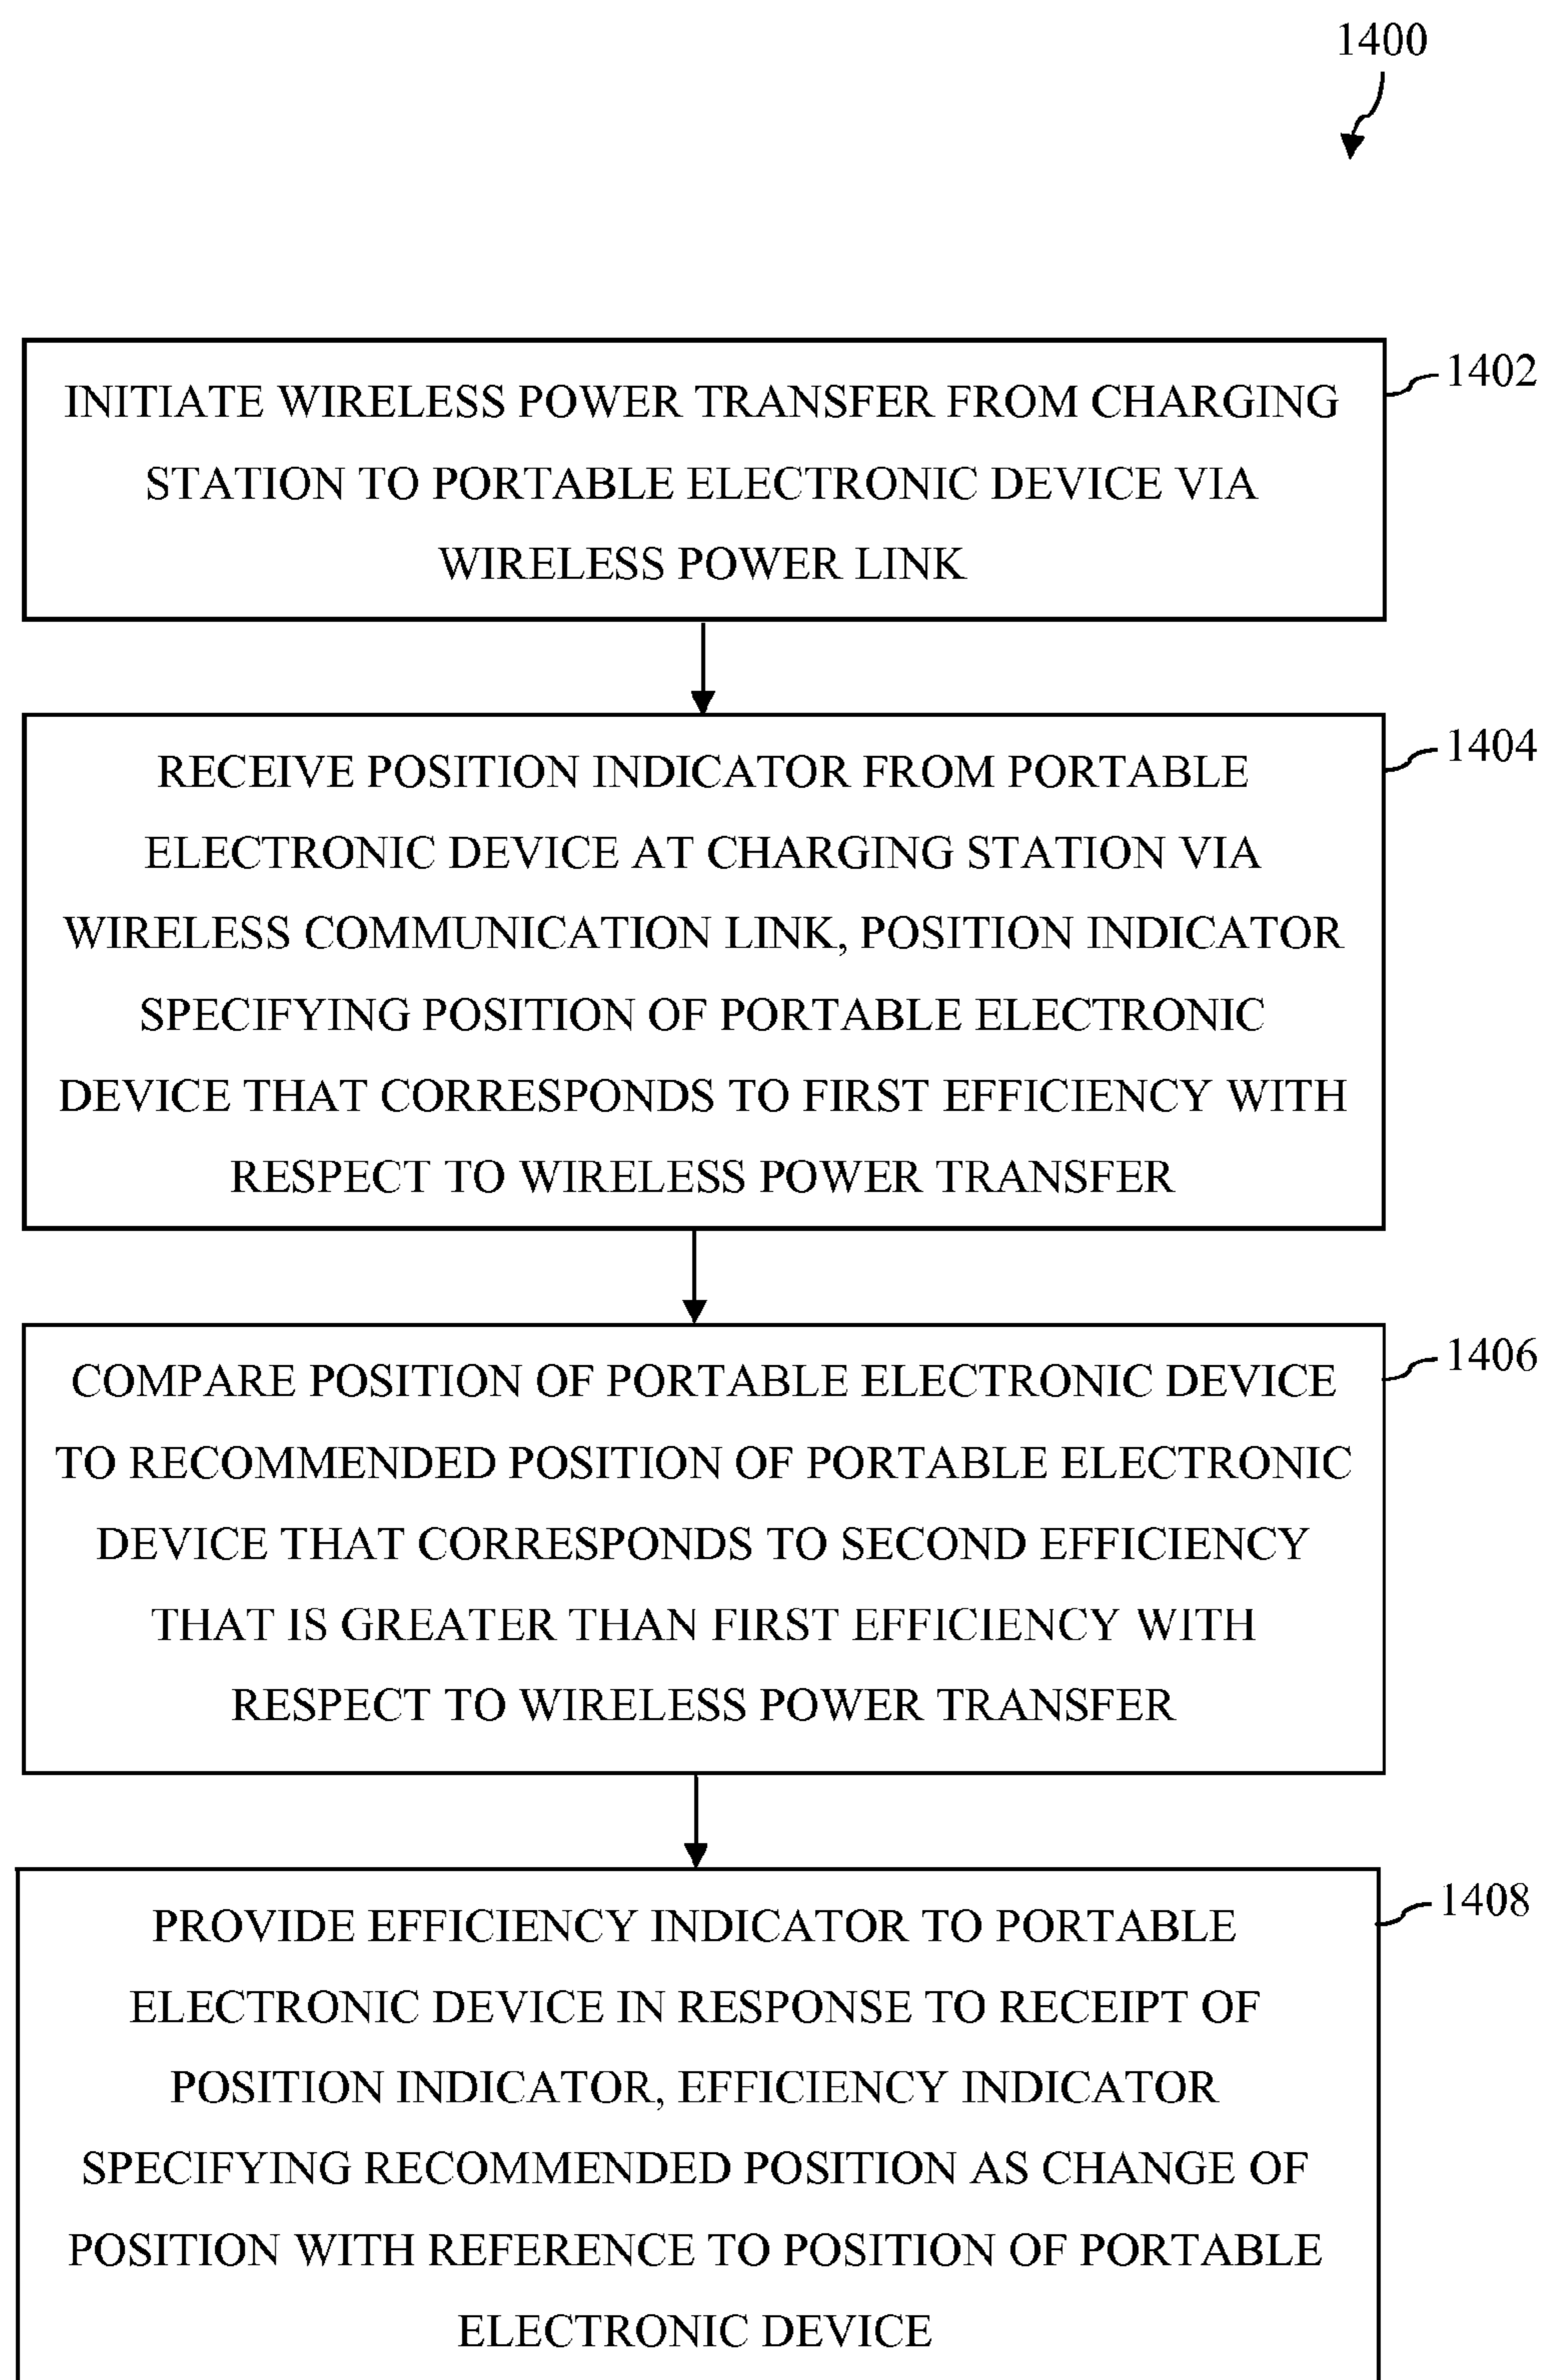 1400
INITIATE WIRELESS POWER TRANSFER FROM CHARGING
STATION TO PORTABLE ELECTRONIC DEVICE VIA
WIRELESS POWER LINK
1402
RECEIVE POSITION INDICATOR FROM PORTABLE
ELECTRONIC DEVICE AT CHARGING STATION VIA
WIRELESS COMMUNICATION LINK, POSITION INDICATOR
SPECIFYING POSITION OF PORTABLE ELECTRONIC
DEVICE THAT CORRESPONDS TO FIRST EFFICIENCY WITH
RESPECT TO WIRELESS POWER TRANSFER
1404
COMPARE POSITION OF PORTABLE ELECTRONIC DEVICE
TO RECOMMENDED POSITION OF PORTABLE ELECTRONIC
DEVICE THAT CORRESPONDS TO SECOND EFFICIENCY
THAT IS GREATER THAN FIRST EFFICIENCY WITH
RESPECT TO WIRELESS POWER TRANSFER
1406
PROVIDE EFFICIENCY INDICATOR TO PORTABLE
ELECTRONIC DEVICE IN RESPONSE TO RECEIPT OF
POSITION INDICATOR, EFFICIENCY INDICATOR
SPECIFYING RECOMMENDED POSITION AS CHANGE OF
POSITION WITH REFERENCE TO POSITION OF PORTABLE
ELECTRONIC DEVICE
1408